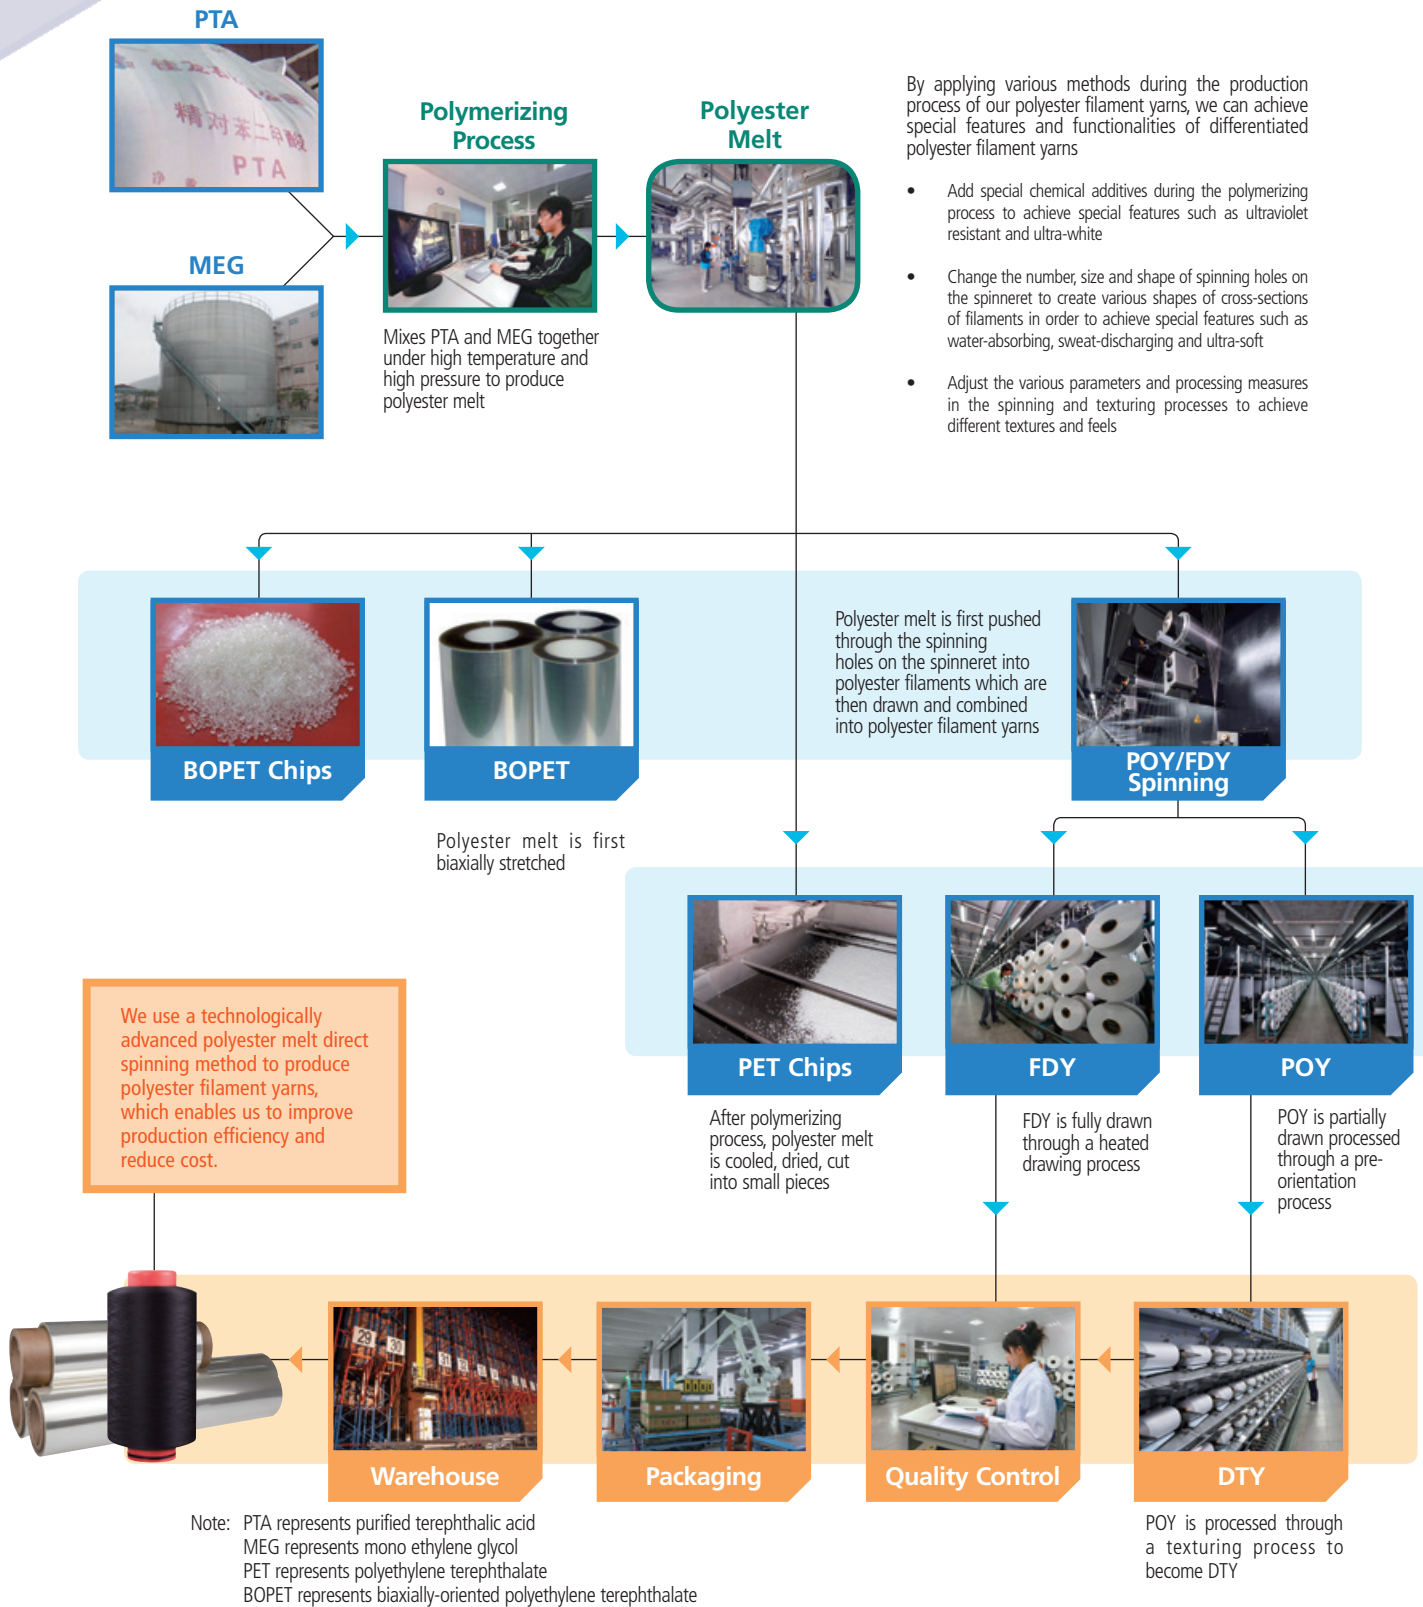 PTA
精对苯二甲酸
PTA
MEG
Polymerizing
Process
Mixes PTA and MEG together
under high temperature and
high pressure to produce
polyester melt
Polyester
Melt
By applying various methods during the production
process of our polyester filament yarns, we can achieve
special features and functionalities of differentiated
polyester filament yarns
• Add special chemical additives during the polymerizing
process to achieve special features such as ultraviolet
resistant and ultra-white
• Change the number, size and shape of spinning holes on
the spinneret to create various shapes of cross-sections
of filaments in order to achieve special features such as
water-absorbing, sweat-discharging and ultra-soft
• Adjust the various parameters and processing measures
in the spinning and texturing processes to achieve
different textures and feels
BOPET Chips
BOPET
Polyester melt is first
biaxially stretched
Polyester melt is first pushed
through the spinning
holes on the spinneret into
polyester filaments which are
then drawn and combined
into polyester filament yarns
POY/FDY
Spinning
PET Chips
After polymerizing
process, polyester melt
is cooled, dried, cut
into small pieces
FDY
FDY is fully drawn
through a heated
drawing process
POY
POY is partially
drawn processed
through a pre-
orientation
process
We use a technologically
advanced polyester melt direct
spinning method to produce
polyester filament yarns,
which enables us to improve
production efficiency and
reduce cost.
29
30
31
32
33
Warehouse
Packaging
Quality Control
DTY
POY is processed through
a texturing process to
become DTY
Note: PTA represents purified terephthalic acid
MEG represents mono ethylene glycol
PET represents polyethylene terephthalate
BOPET represents biaxially-oriented polyethylene terephthalate